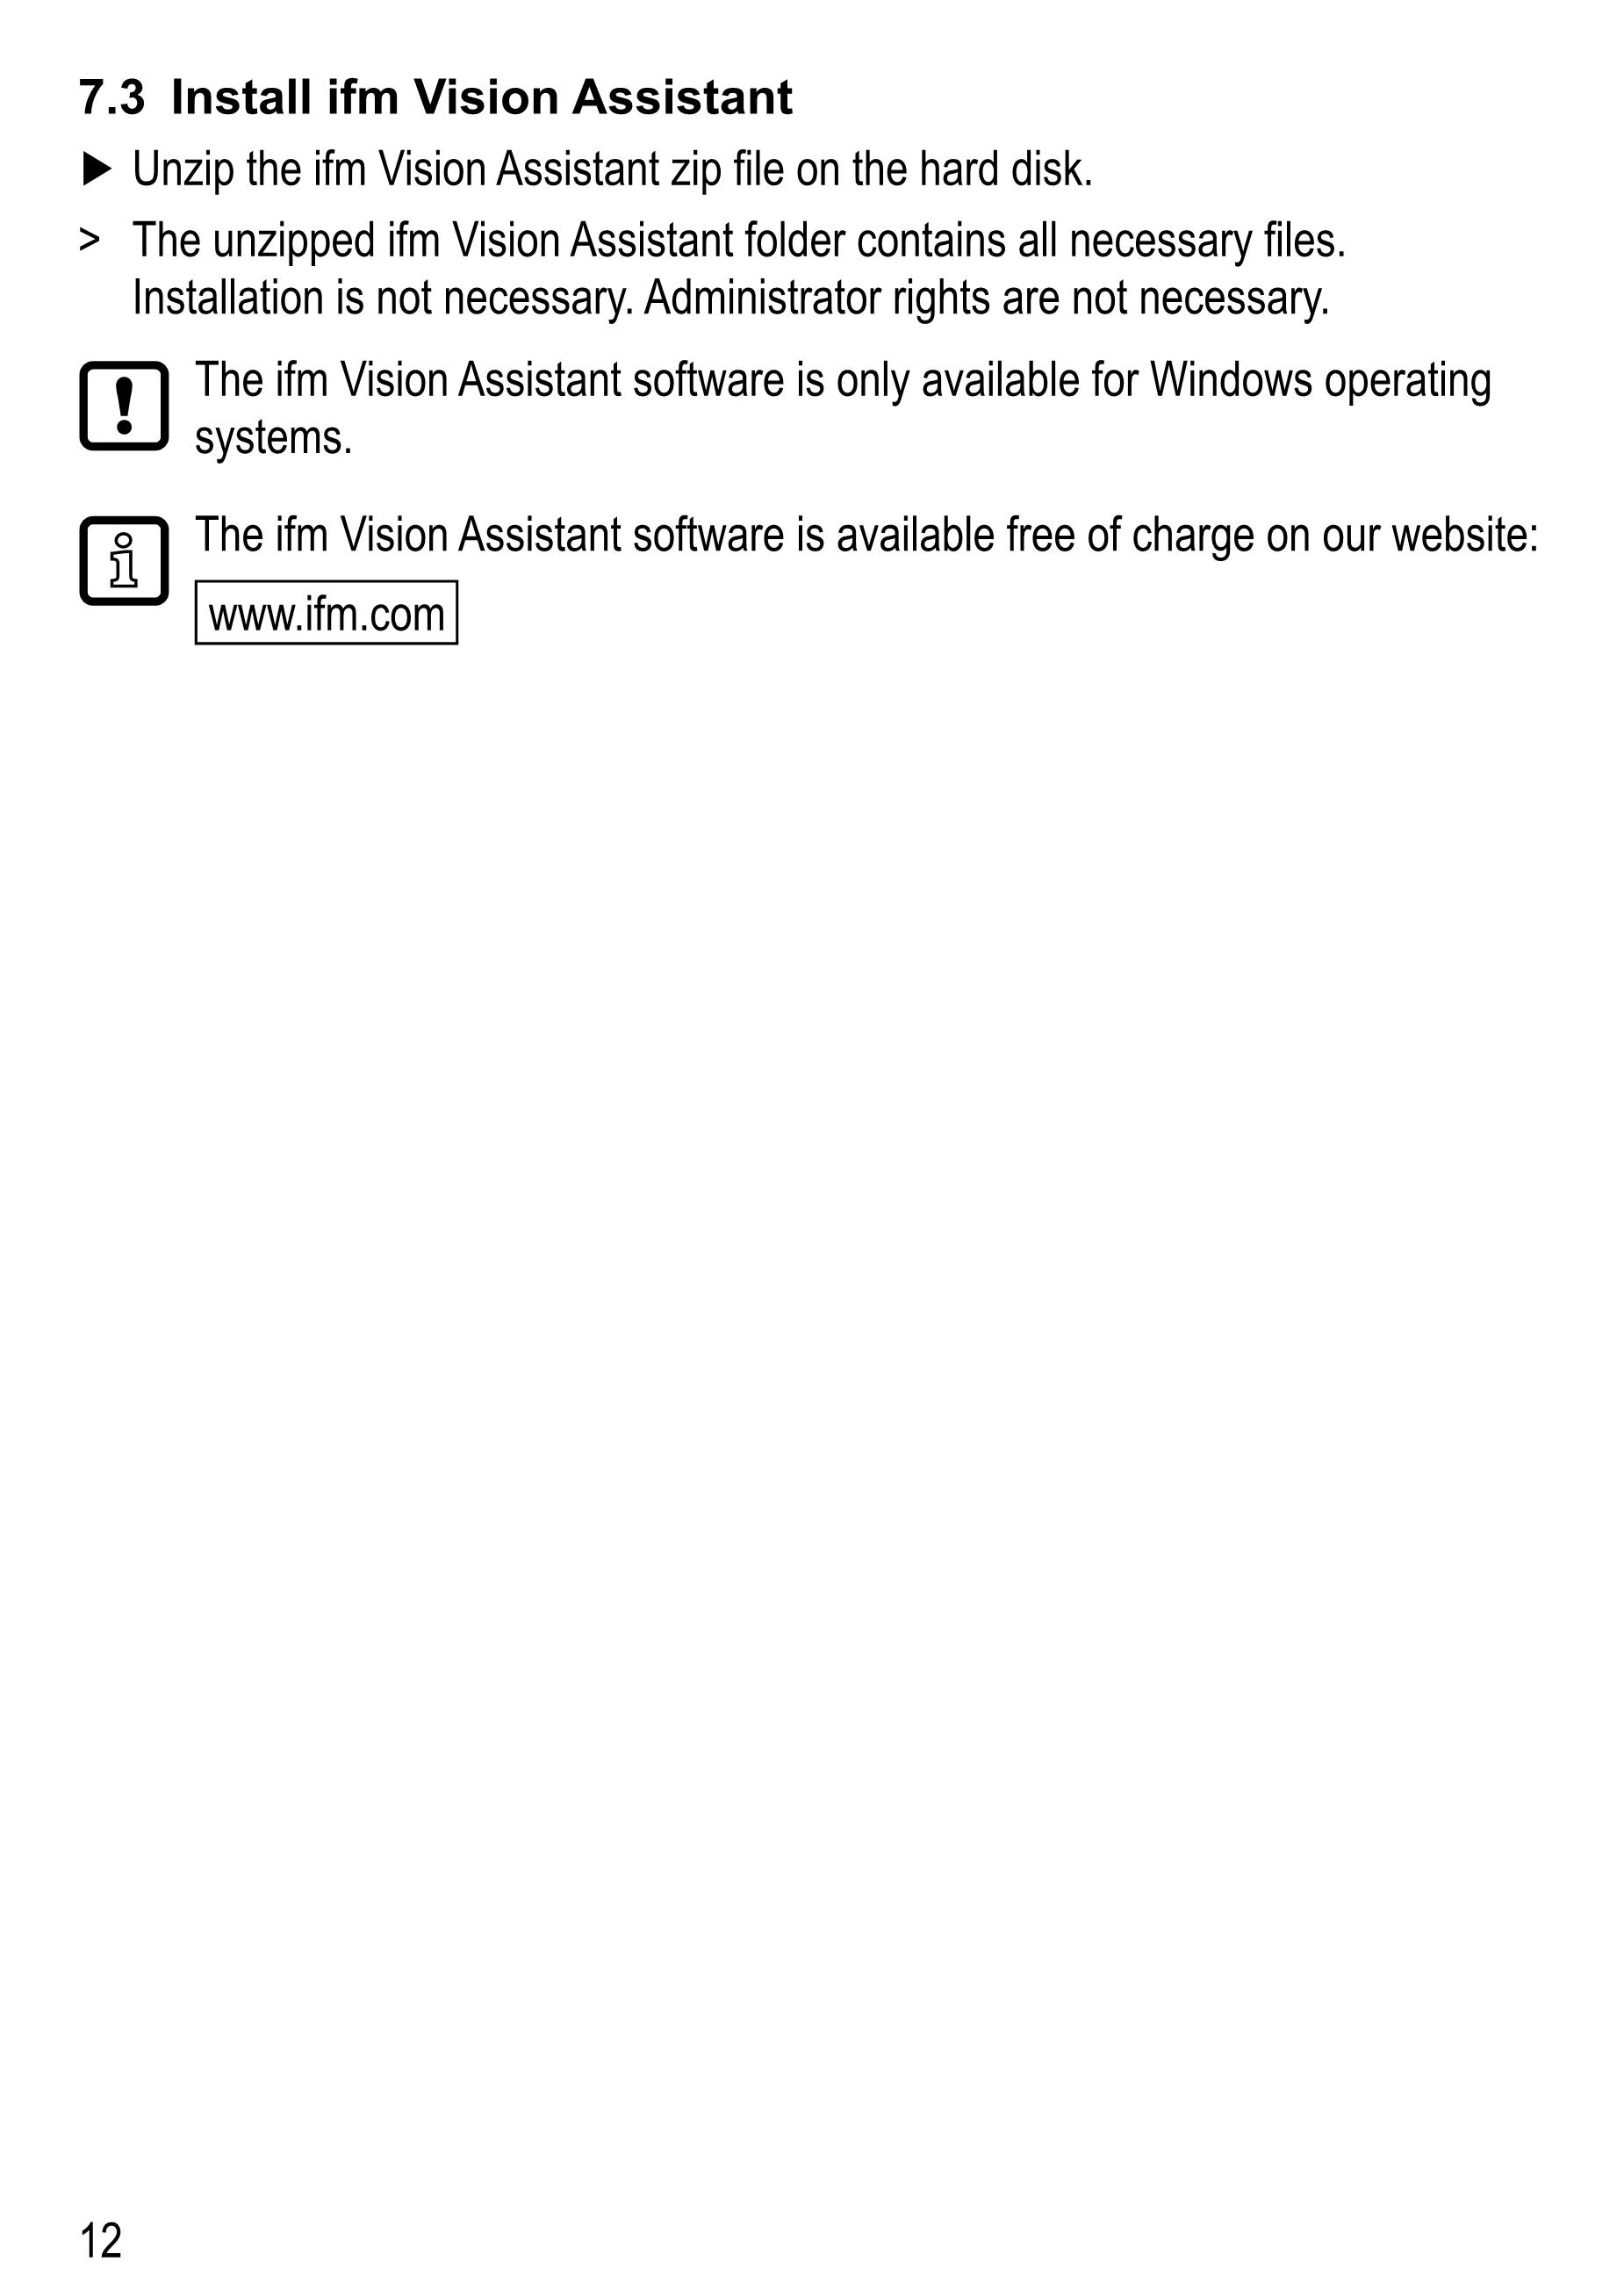 7.3 Install ifm Vision Assistant
► Unzip the ifm Vision Assistant zip file on the hard disk.
> The unzipped ifm Vision Assistant folder contains all necessary files.
Installation is not necessary. Administrator rights are not necessary.
! The ifm Vision Assistant software is only available for Windows operating
systems.
i The ifm Vision Assistant software is available free of charge on our website:
www.ifm.com
12